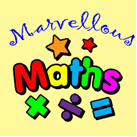 Marvellous
Maths
× ÷ =